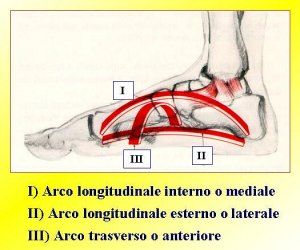 I
III
II
I) Arco longitudinale interno o mediale
II) Arco longitudinale esterno o laterale
III) Arco trasverso o anteriore